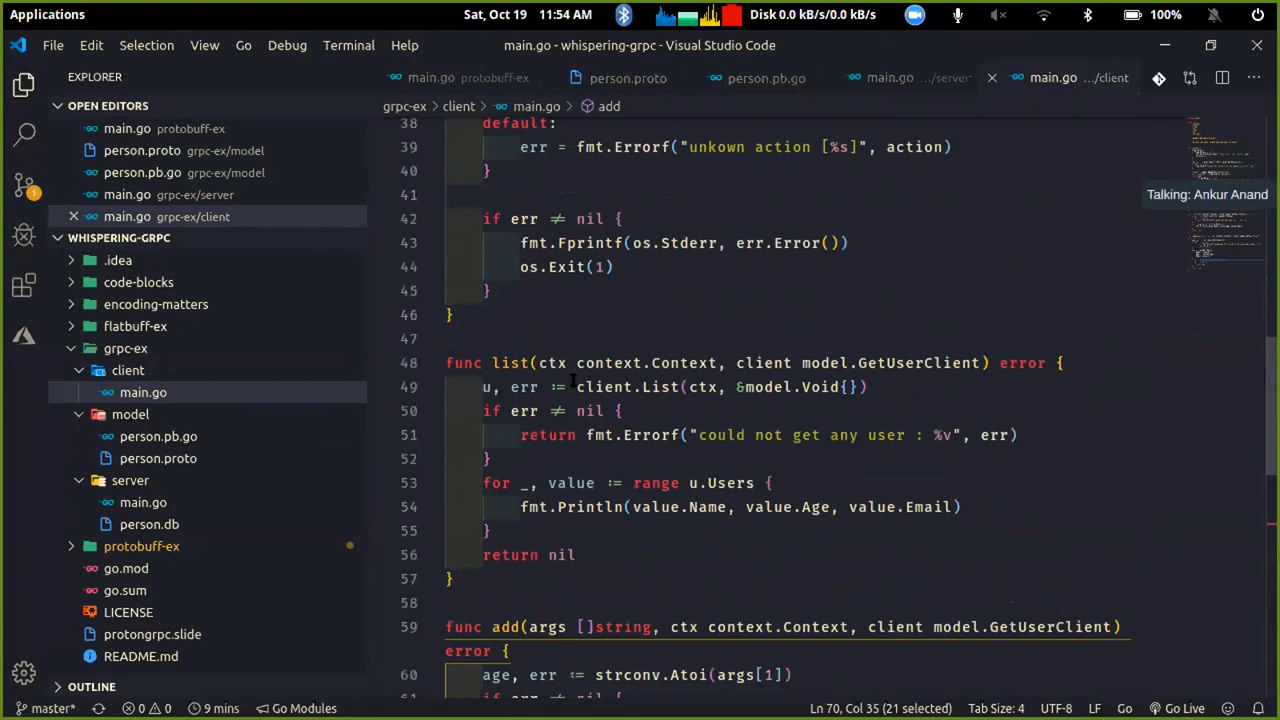 Applications
Sat, Oct 19 11:54 AM
Disk 0.0 kB/s/0.0 kB/s
100%
File Edit Selection View Go Debug Terminal Help
main.go - whispering-grpc - Visual Studio Code
EXPLORER
main.go protobuff-ex
person.proto
person.pb.go
main.go .../server
main.go .../client
OPEN EDITORS
main.go protobuff-ex
person.proto grpc-ex/model
person.pb.go grpc-ex/model
main.go grpc-ex/server
main.go grpc-ex/client
WHISPERING-GRPC
.idea
code-blocks
encoding-matters
flatbuff-ex
grpc-ex
client
main.go
model
person.pb.go
person.proto
server
main.go
person.db
protobuff-ex
go.mod
go.sum
LICENSE
protongrpc.slide
README.md
OUTLINE
grpc-ex > client > main.go > add
Talking: Ankur Anand
38 default:
39 err = fmt.Errorf("unkown action [%s]", action)
40 }
41
42 if err ≠ nil {
43 fmt.Fprintf(os.Stderr, err.Error())
44 os.Exit(1)
45 }
46 }
47
48 func list(ctx context.Context, client model.GetUserClient) error {
49 u, err := client.List(ctx, &model.Void{})
50 if err ≠ nil {
51 return fmt.Errorf("could not get any user : %v", err)
52 }
53 for _, value := range u.Users {
54 fmt.Println(value.Name, value.Age, value.Email)
55 }
56 return nil
57 }
58
59 func add(args []string, ctx context.Context, client model.GetUserClient)
error {
60 age, err := strconv.Atoi(args[1])
61 if err ≠ nil {
master* 0 0 9 mins Go Modules
Ln 70, Col 35 (21 selected) Tab Size: 4 UTF-8 LF Go Go Live
1